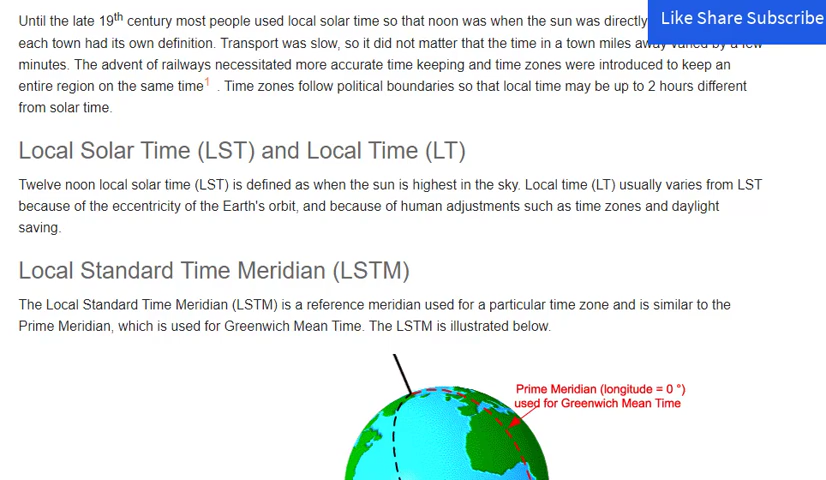 Until the late 19th century most people used local solar time so that noon was when the sun was directly
Like Share Subscribe
each town had its own definition. Transport was slow, so it did not matter that the time in a town miles away varied by a few
minutes. The advent of railways necessitated more accurate time keeping and time zones were introduced to keep an
entire region on the same time1 . Time zones follow political boundaries so that local time may be up to 2 hours different
from solar time.
Local Solar Time (LST) and Local Time (LT)
Twelve noon local solar time (LST) is defined as when the sun is highest in the sky. Local time (LT) usually varies from LST
because of the eccentricity of the Earth's orbit, and because of human adjustments such as time zones and daylight
saving.
Local Standard Time Meridian (LSTM)
The Local Standard Time Meridian (LSTM) is a reference meridian used for a particular time zone and is similar to the
Prime Meridian, which is used for Greenwich Mean Time. The LSTM is illustrated below.
Prime Meridian (longitude = 0 °)
used for Greenwich Mean Time